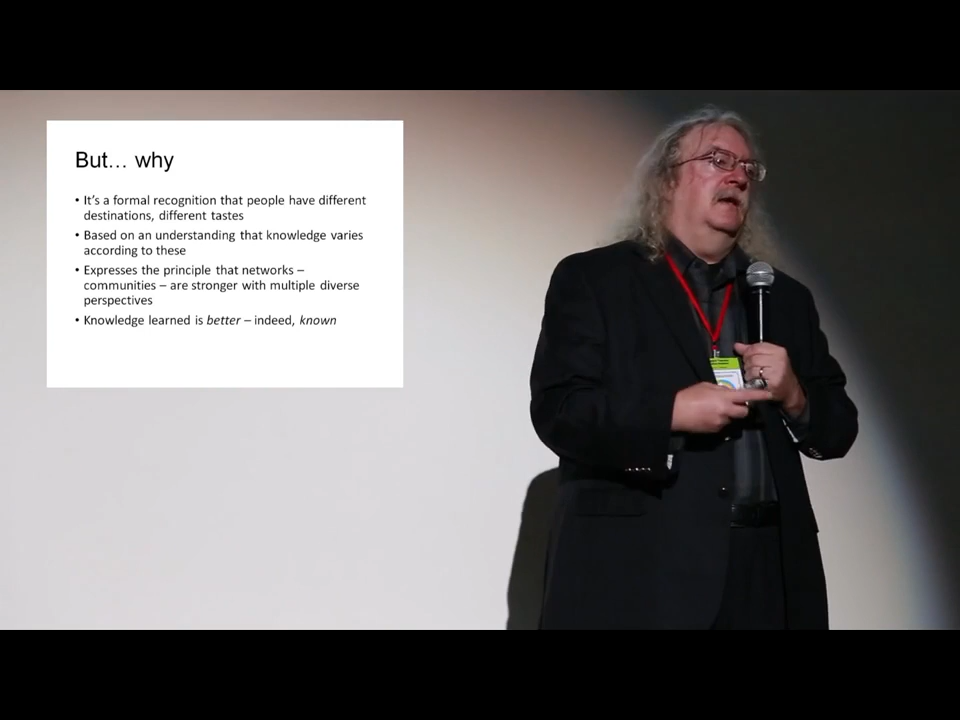 But… why
• It’s a formal recognition that people have different
destinations, different tastes
• Based on an understanding that knowledge varies
according to these
• Expresses the principle that networks –
communities – are stronger with multiple diverse
perspectives
• Knowledge learned is better – indeed, known